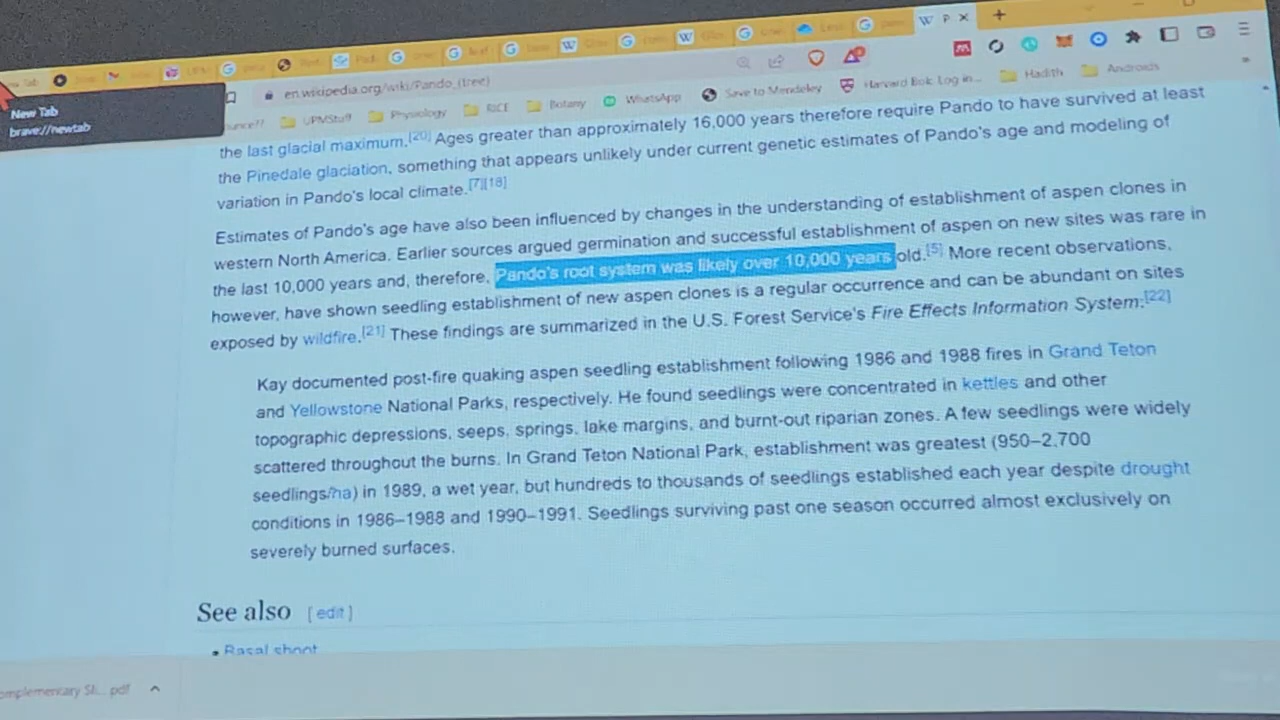 New Tab
brave://newtab
en.wikipedia.org/wiki/Pando_(tree)
UPMStuff
Physiology
RICE
Botany
WhatsApp
Save to Mendeley
Harvard Bok: Log in...
Hadith
Androids
the last glacial maximum.[20] Ages greater than approximately 16,000 years therefore require Pando to have survived at least
the Pinedale glaciation, something that appears unlikely under current genetic estimates of Pando's age and modeling of
variation in Pando's local climate.[7][18]
Estimates of Pando's age have also been influenced by changes in the understanding of establishment of aspen clones in
western North America. Earlier sources argued germination and successful establishment of aspen on new sites was rare in
the last 10,000 years and, therefore, Pando's root system was likely over 10,000 years old.[5] More recent observations,
however, have shown seedling establishment of new aspen clones is a regular occurrence and can be abundant on sites
exposed by wildfire.[21] These findings are summarized in the U.S. Forest Service's Fire Effects Information System:[22]
Kay documented post-fire quaking aspen seedling establishment following 1986 and 1988 fires in Grand Teton
and Yellowstone National Parks, respectively. He found seedlings were concentrated in kettles and other
topographic depressions, seeps, springs, lake margins, and burnt-out riparian zones. A few seedlings were widely
scattered throughout the burns. In Grand Teton National Park, establishment was greatest (950–2,700
seedlings/ha) in 1989, a wet year, but hundreds to thousands of seedlings established each year despite drought
conditions in 1986–1988 and 1990–1991. Seedlings surviving past one season occurred almost exclusively on
severely burned surfaces.
See also [ edit ]
• Basal shoot
omplementary Sl... .pdf